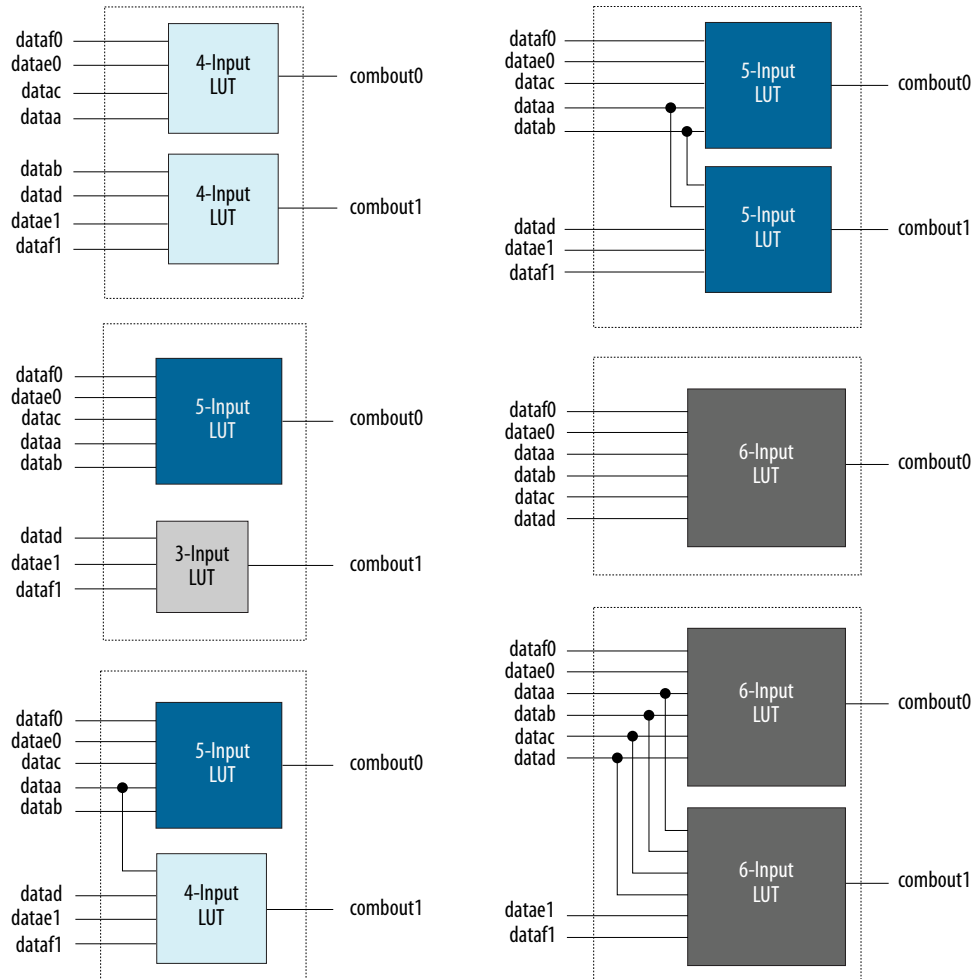 dataf0
datae0
datac
dataa
4-Input
LUT
combout0
datab
datad
datae1
dataf1
4-Input
LUT
combout1
dataf0
datae0
datac
dataa
datab
5-Input
LUT
combout0
datad
datae1
dataf1
3-Input
LUT
combout1
dataf0
datae0
datac
dataa
datab
5-Input
LUT
combout0
datad
datae1
dataf1
4-Input
LUT
combout1
dataf0
datae0
datac
dataa
datab
5-Input
LUT
combout0
datad
datae1
dataf1
5-Input
LUT
combout1
dataf0
datae0
dataa
datab
datac
datad
6-Input
LUT
combout0
dataf0
datae0
dataa
datab
datac
datad
6-Input
LUT
combout0
datae1
dataf1
6-Input
LUT
combout1